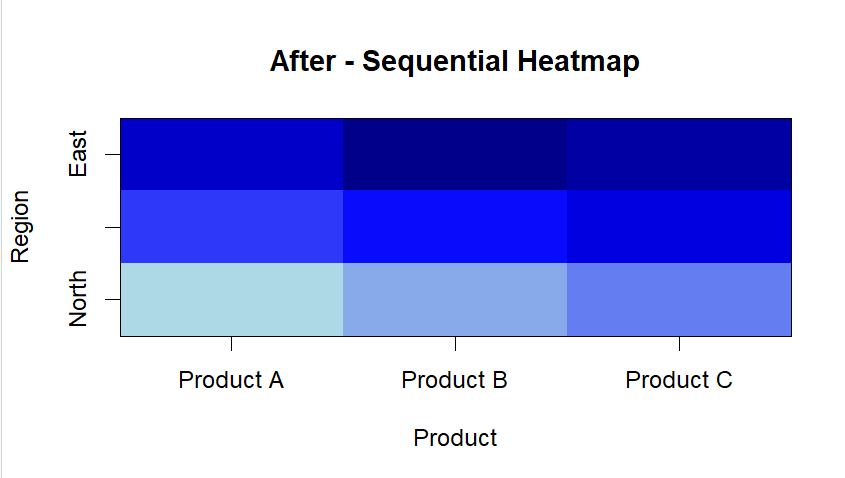 After - Sequential Heatmap
East
Region
North
Product A Product B Product C
Product